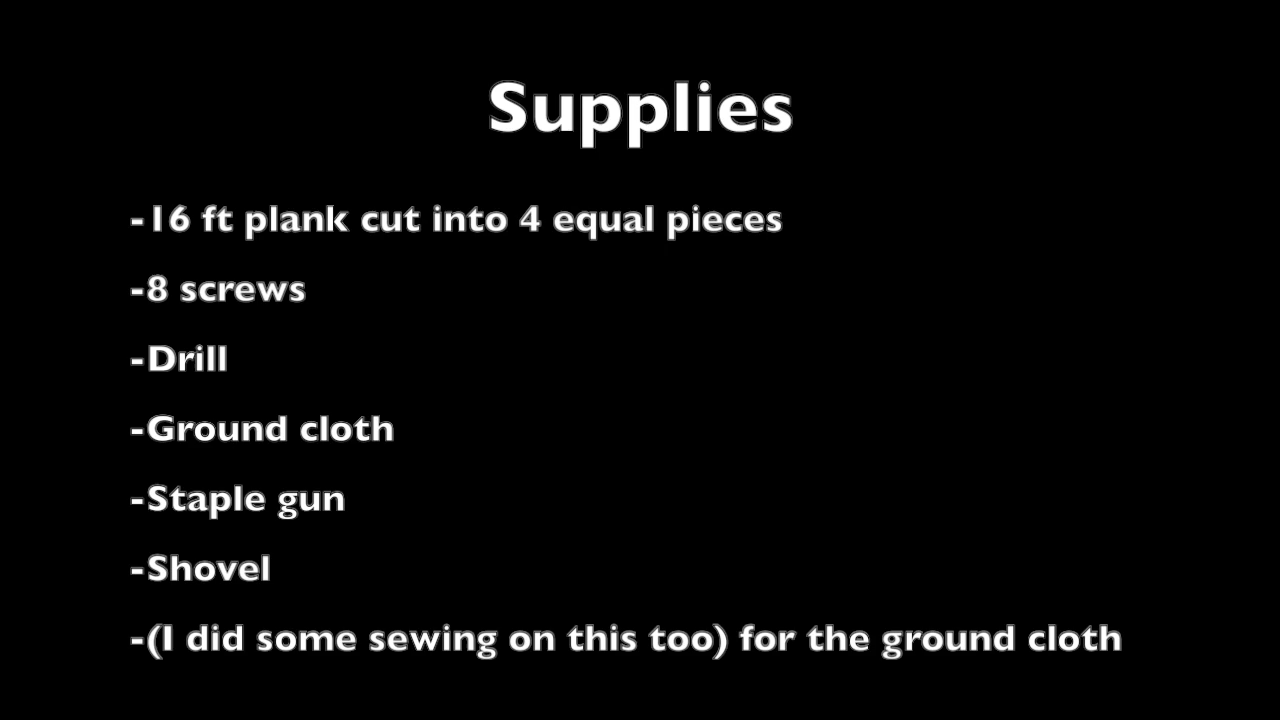 Supplies
-16 ft plank cut into 4 equal pieces
-8 screws
-Drill
-Ground cloth
-Staple gun
-Shovel
-(I did some sewing on this too) for the ground cloth